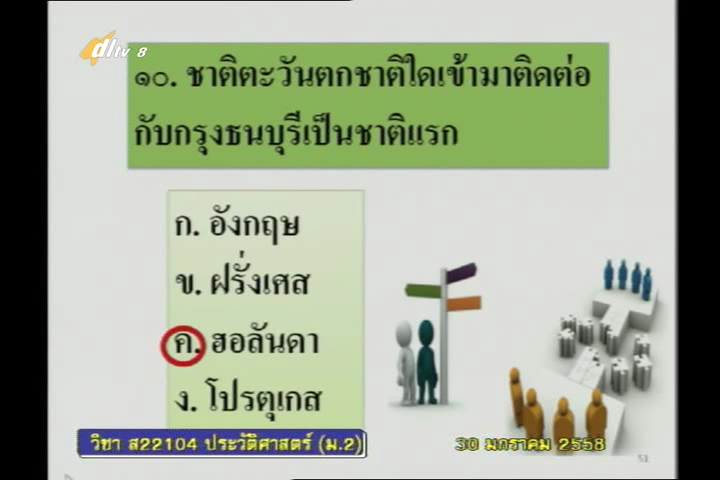 dltv 8
๑๐. ชาติตะวันตกชาติใดเข้ามาติดต่อ
กับกรุงธนบุรีเป็นชาติแรก
ก. อังกฤษ
ข. ฝรั่งเศส
ค. ฮอลันดา
ง. โปรตุเกส
วิชา ส22104 ประวัติศาสตร์ (ม.2)
30 มกราคม 2558
51